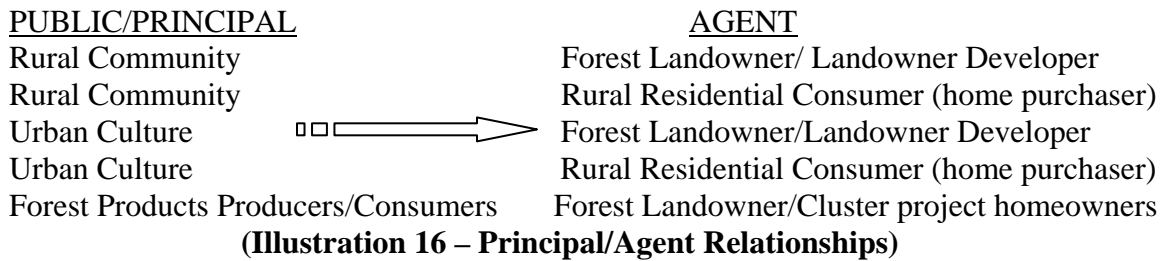 PUBLIC/PRINCIPAL AGENT
Rural Community Forest Landowner/ Landowner Developer
Rural Community Rural Residential Consumer (home purchaser)
Urban Culture Forest Landowner/Landowner Developer
Urban Culture Rural Residential Consumer (home purchaser)
Forest Products Producers/Consumers Forest Landowner/Cluster project homeowners
(Illustration 16 – Principal/Agent Relationships)